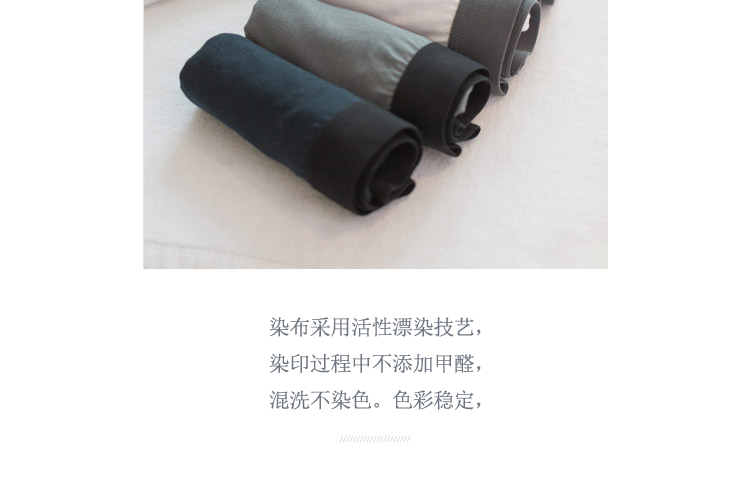 染布采用活性漂染技艺，
染印过程中不添加甲醛，
混洗不染色。色彩稳定，